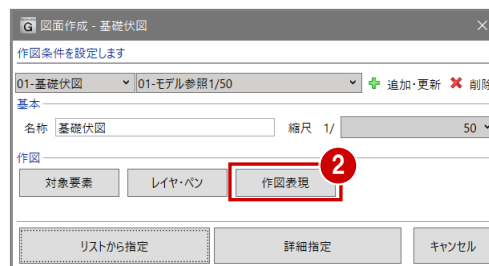 G 図面作成 - 基礎伏図 ×
作図条件を設定します
01-基礎伏図 01-モデル参照1/50 追加・更新 削除
基本
名称 基礎伏図 縮尺 1/ 50
作図
2
対象要素 レイヤ・ペン 作図表現
リストから指定 詳細指定 キャンセル